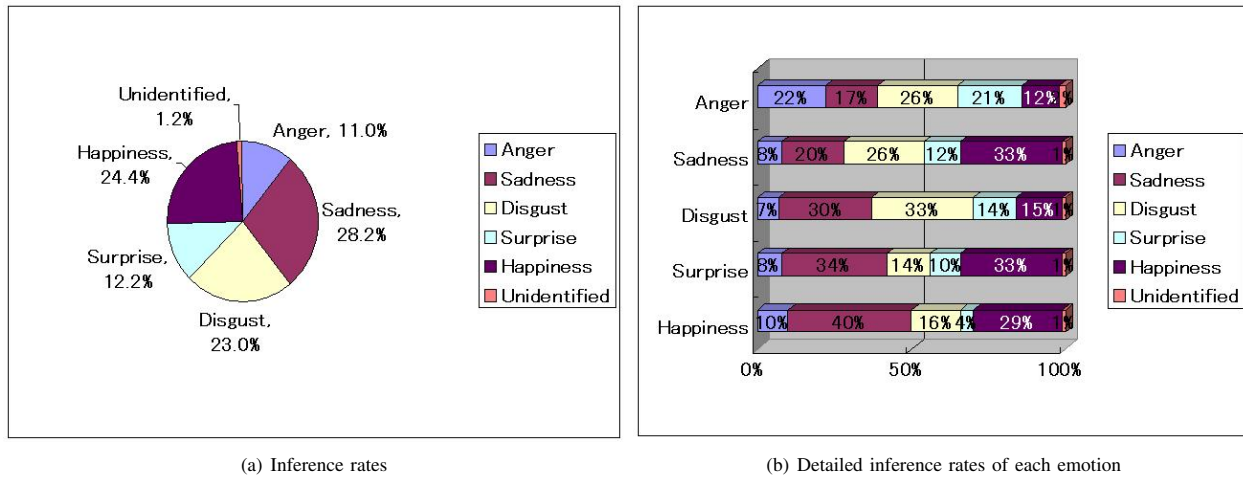 Unidentified,
1.2%
Anger, 11.0%
Happiness,
24.4%
Sadness,
28.2%
Surprise,
12.2%
Disgust,
23.0%
Anger
Sadness
Disgust
Surprise
Happiness
Unidentified
(a) Inference rates
Anger 22% 17% 26% 21% 12%
Sadness 8% 20% 26% 12% 33% 1%
Disgust 7% 30% 33% 14% 15% 1%
Surprise 8% 34% 14% 10% 33% 1%
Happiness 10% 40% 16% 4% 29% 1%
0% 50% 100%
Anger
Sadness
Disgust
Surprise
Happiness
Unidentified
(b) Detailed inference rates of each emotion